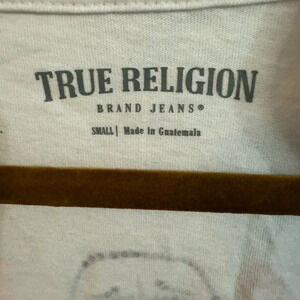 TRUE RELIGION
BRAND JEANS®
SMALL | Made in Guatemala